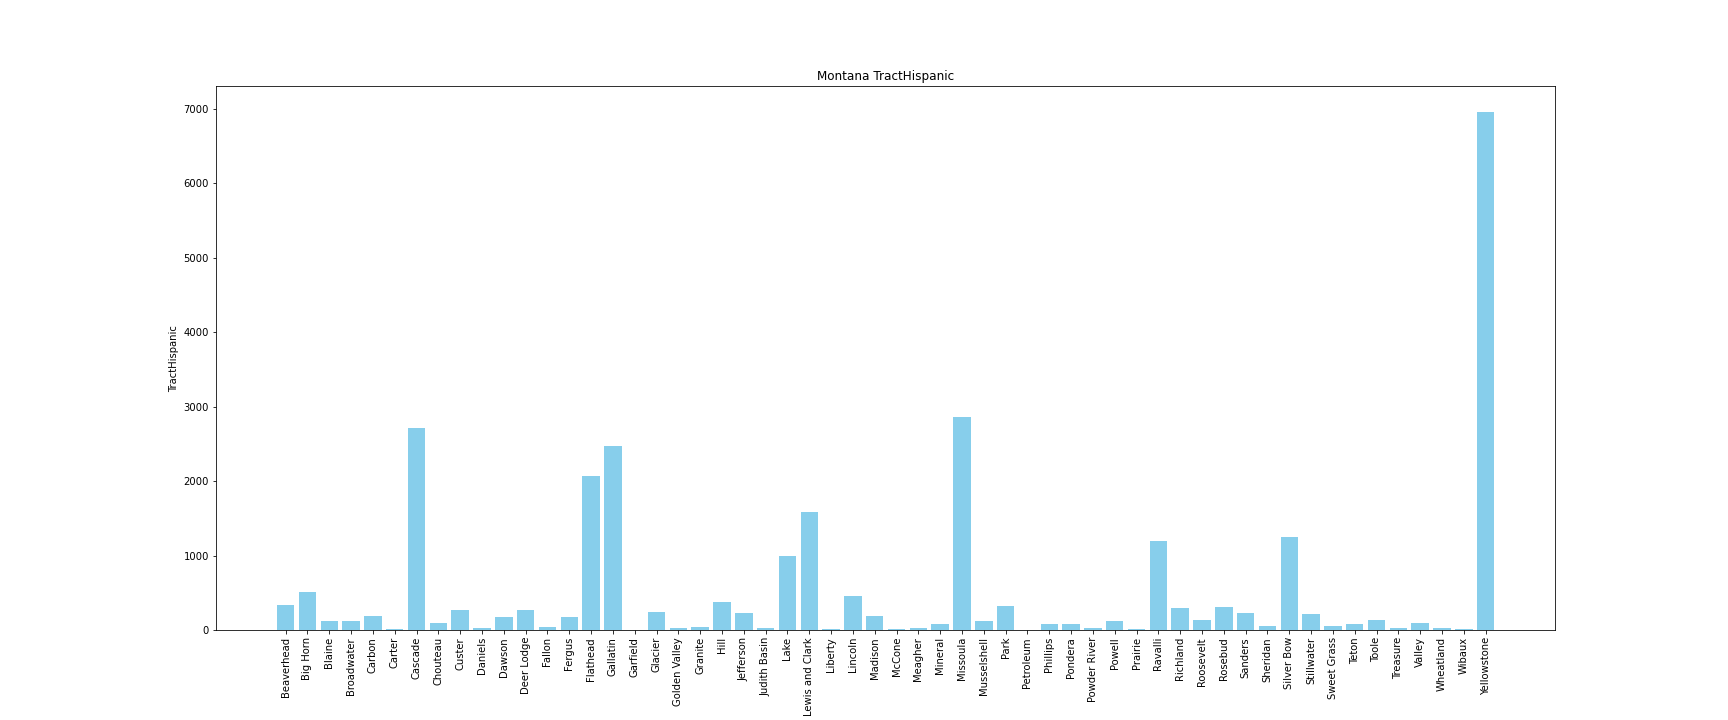 Montana TractHispanic
TractHispanic
7000
6000
5000
4000
3000
2000
1000
0
Beaverhead
Big Horn
Blaine
Broadwater
Carbon
Carter
Cascade
Chouteau
Custer
Daniels
Dawson
Deer Lodge
Fallon
Fergus
Flathead
Gallatin
Garfield
Glacier
Golden Valley
Granite
Hill
Jefferson
Judith Basin
Lake
Lewis and Clark
Liberty
Lincoln
Madison
McCone
Meagher
Mineral
Missoula
Musselshell
Park
Petroleum
Phillips
Pondera
Powder River
Powell
Prairie
Ravalli
Richland
Roosevelt
Rosebud
Sanders
Sheridan
Silver Bow
Stillwater
Sweet Grass
Teton
Toole
Treasure
Valley
Wheatland
Wibaux
Yellowstone